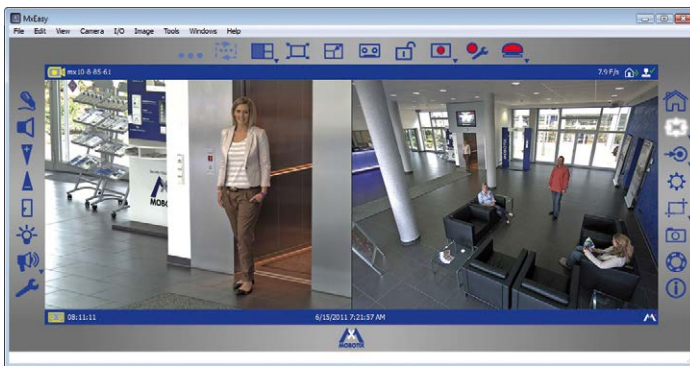 MxEasy
File Edit View Camera I/O Image Tools Windows Help
mx10-8-85-61
7.9 F/s
MOBOTIX
08:11:11
6/15/2011 7:21:57 AM
MOBOTIX